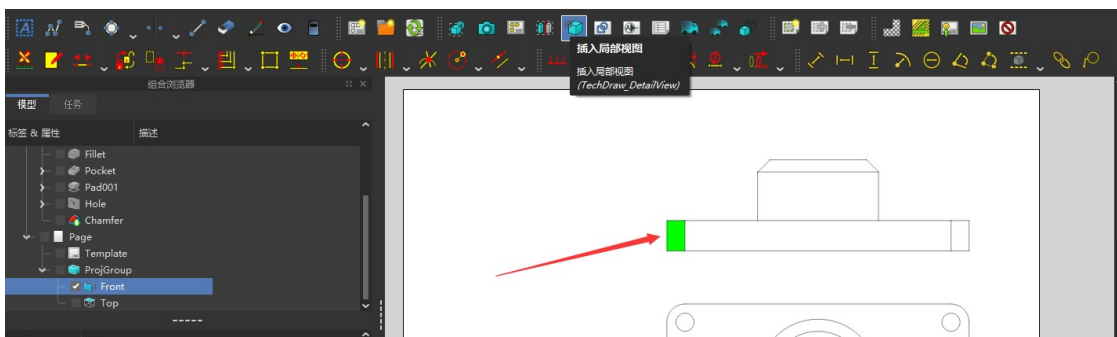 插入局部视图
插入局部视图
(TechDraw_DetailView)
组合浏览器
模型 任务
标签 & 属性 描述
Fillet
Pocket
Pad001
Hole
Chamfer
Page
Template
ProjGroup
Front
Top